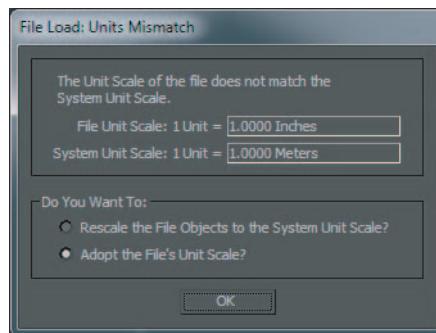 File Load: Units Mismatch
The Unit Scale of the file does not match the
System Unit Scale.
File Unit Scale: 1 Unit = 1.0000 Inches
System Unit Scale: 1 Unit = 1.0000 Meters
Do You Want To:
Rescale the File Objects to the System Unit Scale?
Adopt the File's Unit Scale?
OK